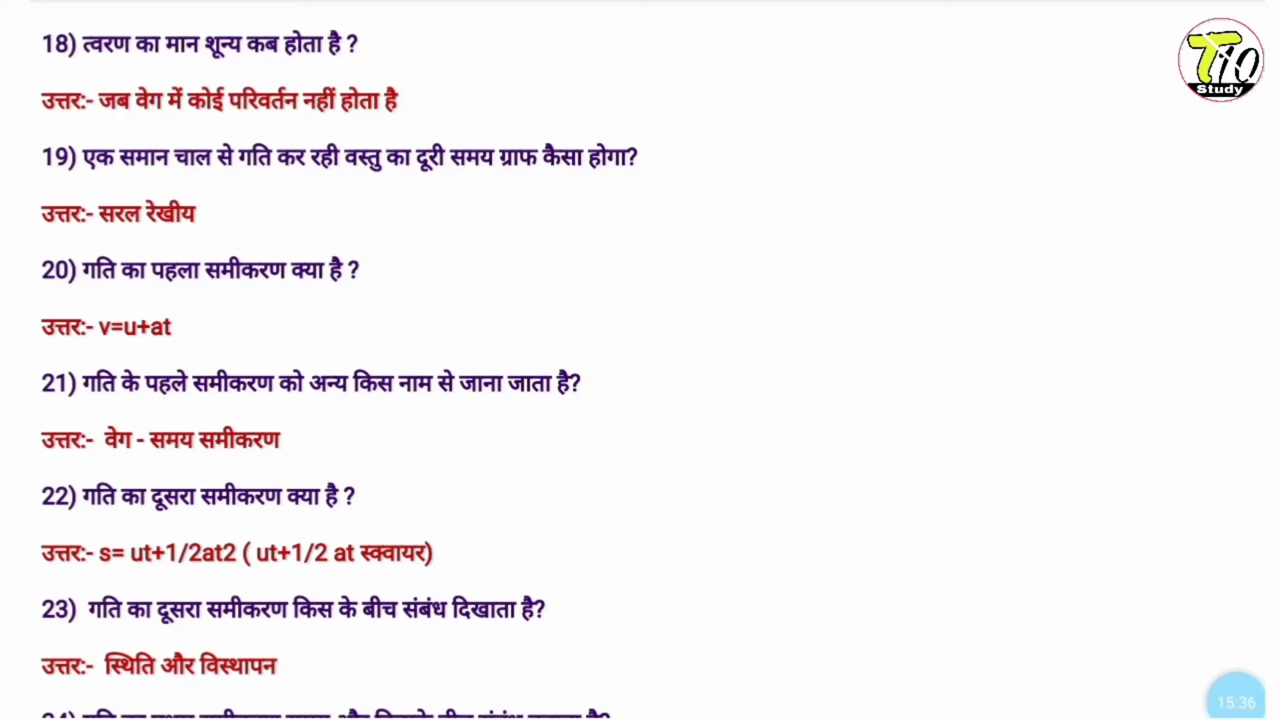 18) त्वरण का मान शून्य कब होता है ?
T10
Study
उत्तर:- जब वेग में कोई परिवर्तन नहीं होता है
19) एक समान चाल से गति कर रही वस्तु का दूरी समय ग्राफ कैसा होगा?
उत्तर:- सरल रेखीय
20) गति का पहला समीकरण क्या है ?
उत्तर:- v=u+at
21) गति के पहले समीकरण को अन्य किस नाम से जाना जाता है?
उत्तर:- वेग - समय समीकरण
22) गति का दूसरा समीकरण क्या है ?
उत्तर:- s= ut+1/2at2 ( ut+1/2 at स्क्वायर)
23) गति का दूसरा समीकरण किस के बीच संबंध दिखाता है?
उत्तर:- स्थिति और विस्थापन
15:36